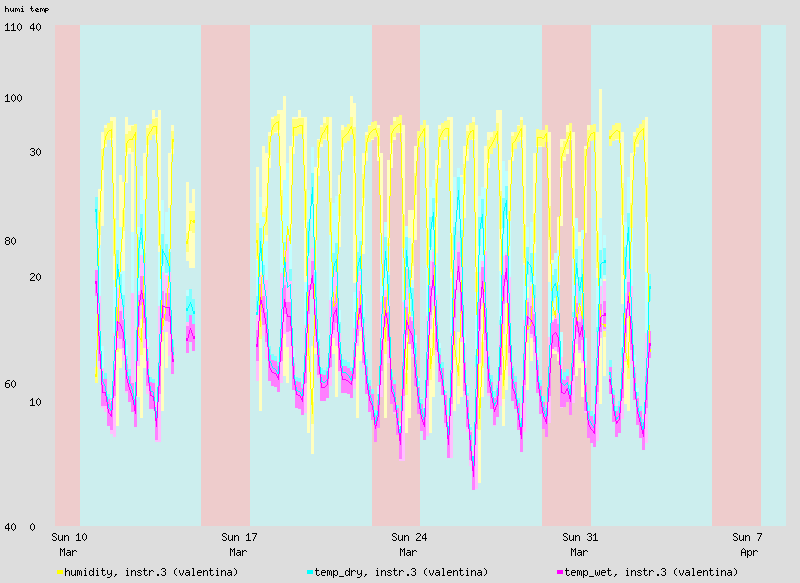 humi temp
110 40
100
30
80
20
60
10
40 0
Sun 10 Sun 17 Sun 24 Sun 31 Sun 7
Mar Mar Mar Mar Apr
humidity, instr.3 (valentina) temp_dry, instr.3 (valentina) temp_wet, instr.3 (valentina)